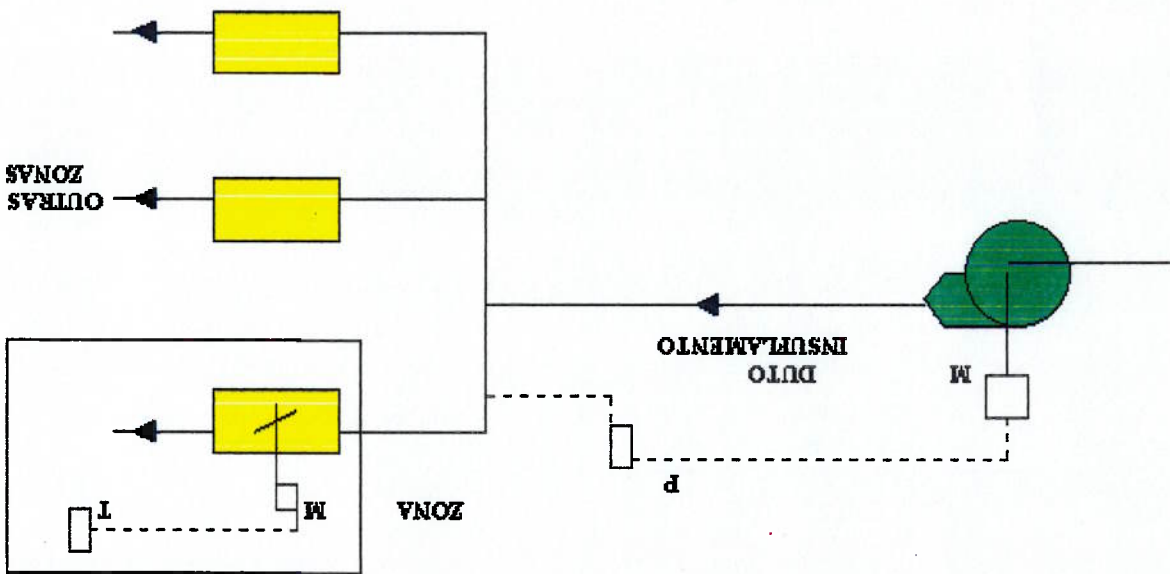 ZONA
M
T
P
M
DUTO
INSUFLAMENTO
OUTRAS
ZONAS